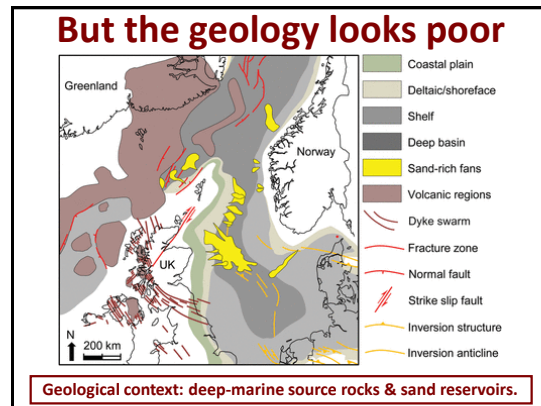 But the geology looks poor
Greenland
Norway
UK
N
200 km
Coastal plain
Deltaic/shoreface
Shelf
Deep basin
Sand-rich fans
Volcanic regions
Dyke swarm
Fracture zone
Normal fault
Strike slip fault
Inversion structure
Inversion anticline
Geological context: deep-marine source rocks & sand reservoirs.